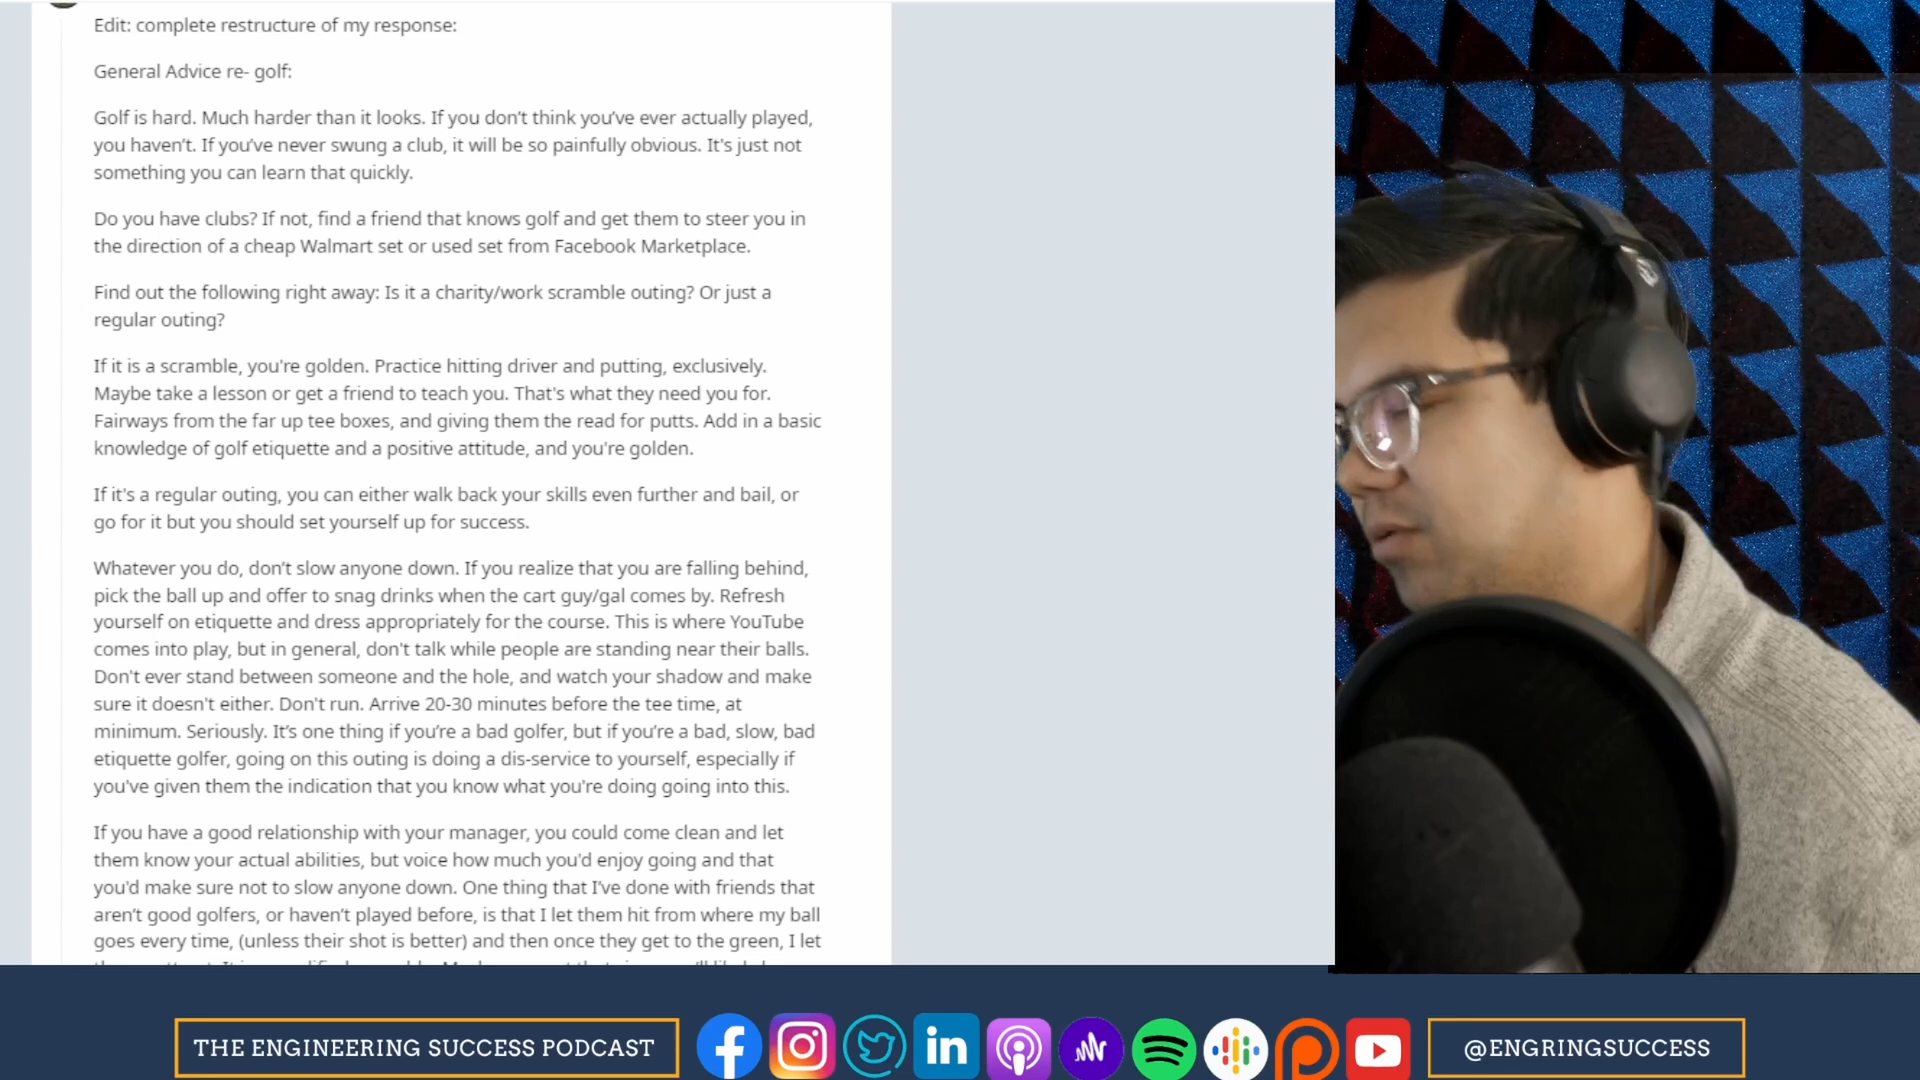 Edit: complete restructure of my response:
General Advice re- golf:
Golf is hard. Much harder than it looks. If you don't think you've ever actually played,
you haven't. If you've never swung a club, it will be so painfully obvious. It's just not
something you can learn that quickly.
Do you have clubs? If not, find a friend that knows golf and get them to steer you in
the direction of a cheap Walmart set or used set from Facebook Marketplace.
Find out the following right away: Is it a charity/work scramble outing? Or just a
regular outing?
If it is a scramble, you're golden. Practice hitting driver and putting, exclusively.
Maybe take a lesson or get a friend to teach you. That's what they need you for.
Fairways from the far up tee boxes, and giving them the read for putts. Add in a basic
knowledge of golf etiquette and a positive attitude, and you're golden.
If it's a regular outing, you can either walk back your skills even further and bail, or
go for it but you should set yourself up for success.
Whatever you do, don't slow anyone down. If you realize that you are falling behind,
pick the ball up and offer to snag drinks when the cart guy/gal comes by. Refresh
yourself on etiquette and dress appropriately for the course. This is where YouTube
comes into play, but in general, don't talk while people are standing near their balls.
Don't ever stand between someone and the hole, and watch your shadow and make
sure it doesn't either. Don't run. Arrive 20-30 minutes before the tee time, at
minimum. Seriously. It's one thing if you're a bad golfer, but if you're a bad, slow, bad
etiquette golfer, going on this outing is doing a dis-service to yourself, especially if
you've given them the indication that you know what you're doing going into this.
If you have a good relationship with your manager, you could come clean and let
them know your actual abilities, but voice how much you'd enjoy going and that
you'd make sure not to slow anyone down. One thing that I've done with friends that
aren't good golfers, or haven't played before, is that I let them hit from where my ball
goes every time, (unless their shot is better) and then once they get to the green, I let
THE ENGINEERING SUCCESS PODCAST
in
@ENGRINGSUCCESS